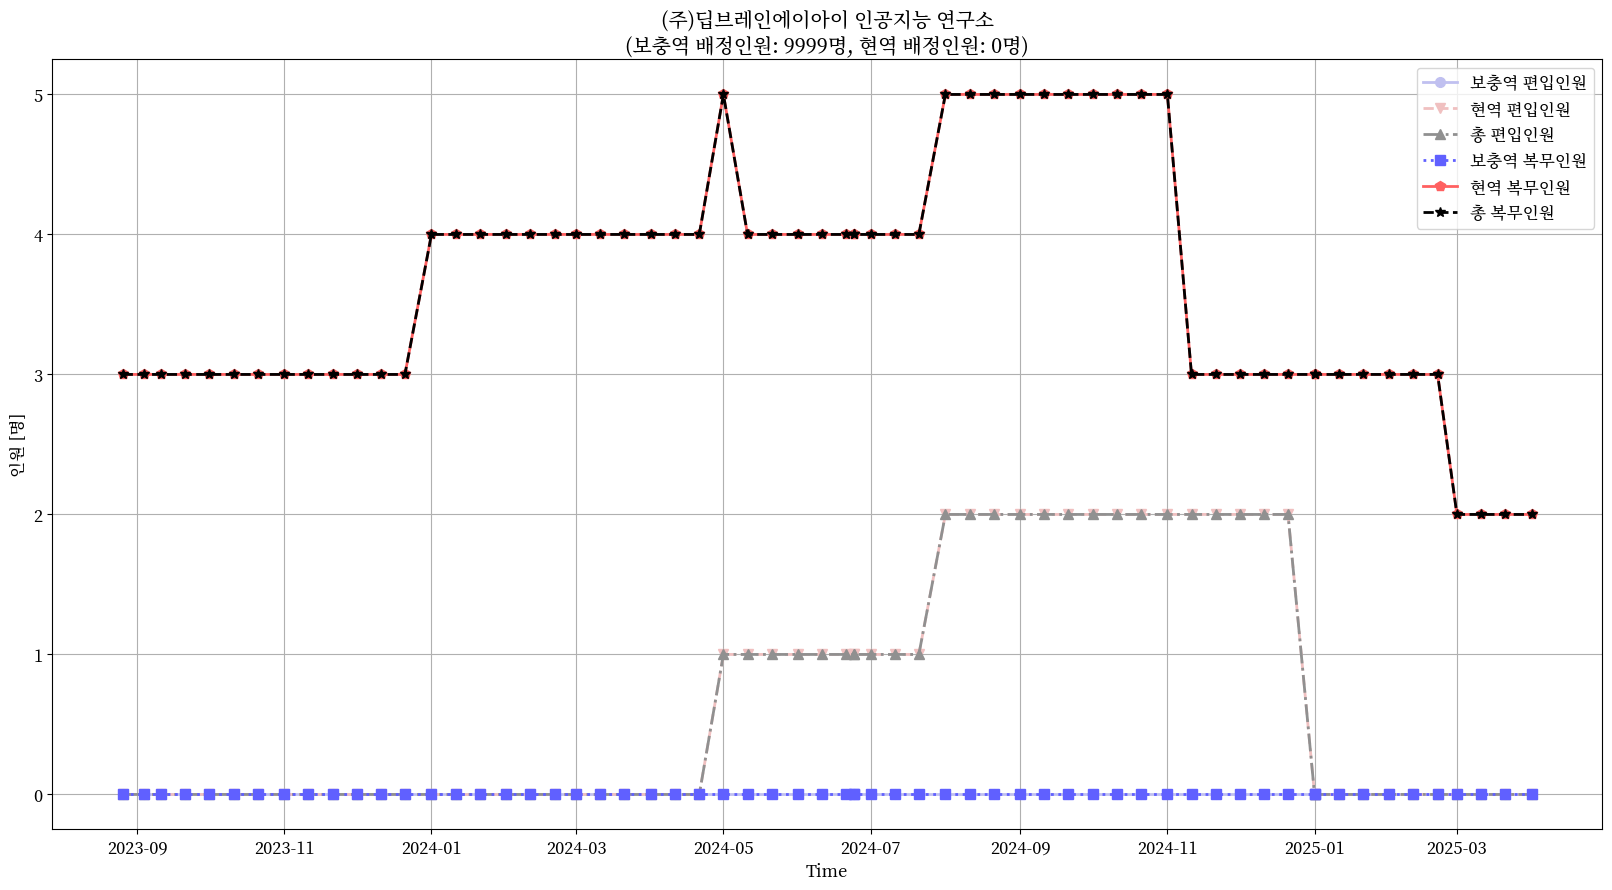 (주)딥브레인에이아이 인공지능 연구소
(보충역 배정인원: 9999명, 현역 배정인원: 0명)
보충역 편입인원
현역 편입인원
총 편입인원
보충역 복무인원
현역 복무인원
총 복무인원
인원 [명]
5
4
3
2
1
0
2023-09
2023-11
2024-01
2024-03
2024-05
2024-07
2024-09
2024-11
2025-01
2025-03
Time